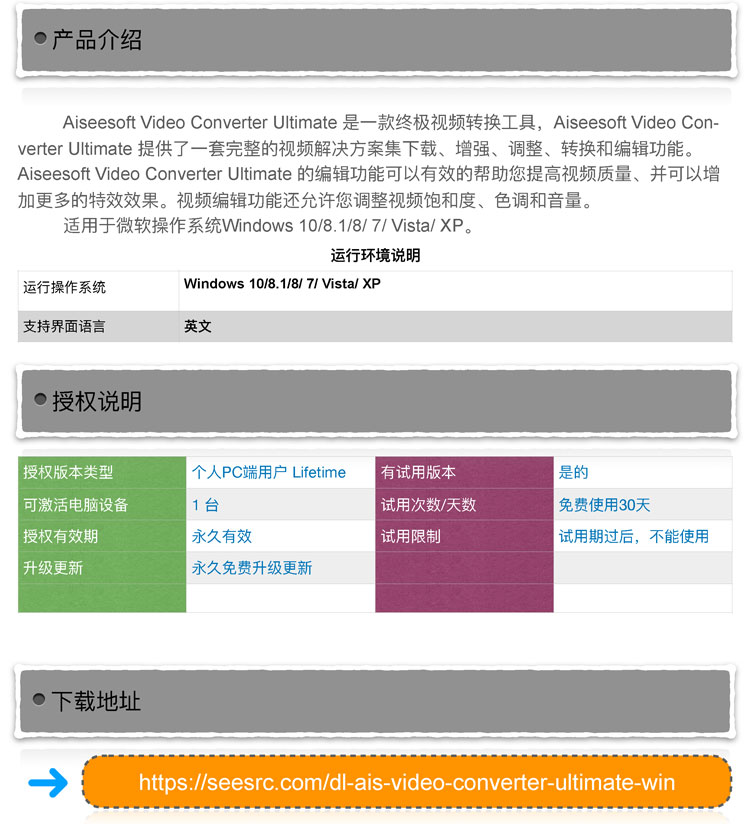 产品介绍
Aiseesoft Video Converter Ultimate 是一款终极视频转换工具，Aiseesoft Video Con-
verter Ultimate 提供了一套完整的视频解决方案集下载、增强、调整、转换和编辑功能。
Aiseesoft Video Converter Ultimate 的编辑功能可以有效的帮助您提高视频质量、并可以增
加更多的特效效果。视频编辑功能还允许您调整视频饱和度、色调和音量。
适用于微软操作系统Windows 10/8.1/8/ 7/ Vista/ XP。
运行环境说明
运行操作系统 Windows 10/8.1/8/ 7/ Vista/ XP
支持界面语言 英文
授权说明
授权版本类型 个人PC端用户 Lifetime 有试用版本 是的
可激活电脑设备 1 台 试用次数/天数 免费使用30天
授权有效期 永久有效 试用限制 试用期过后，不能使用
升级更新 永久免费升级更新
下载地址
https://seesrc.com/dl-ais-video-converter-ultimate-win